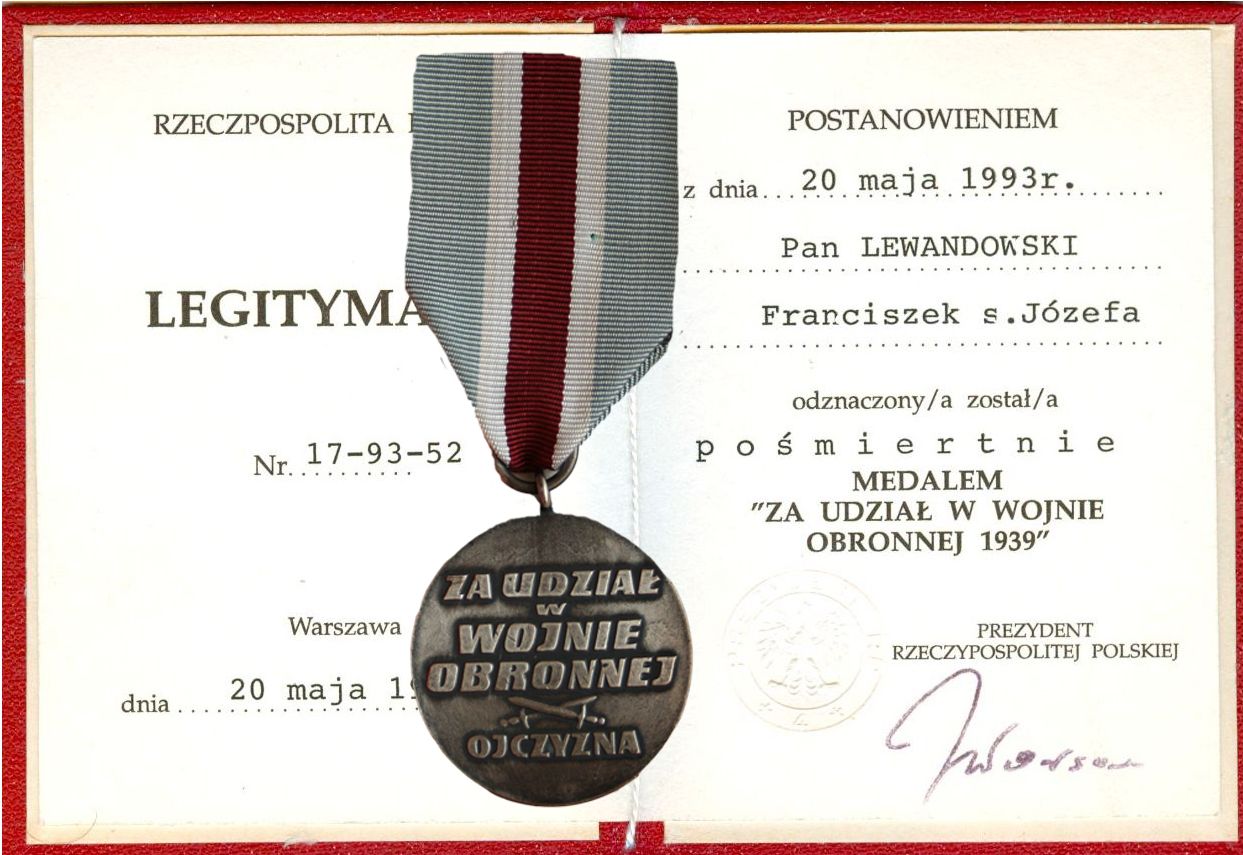 RZECZPOSPOLITA
LEGITYMA
Nr. 17-93-52
Warszawa
dnia 20 maja 19
ZA UDZIAŁ
W
WOJNIE
OBRONNEJ
OJCZYZNA
POSTANOWIENIEM
z dnia 20 maja 1993r.
Pan LEWANDOWSKI
Franciszek s.Józefa
odznaczony/a został/a
pośmiertnie
MEDALEM
"ZA UDZIAŁ W WOJNIE
OBRONNEJ 1939"
PREZYDENT
RZECZYPOSPOLITEJ POLSKIEJ